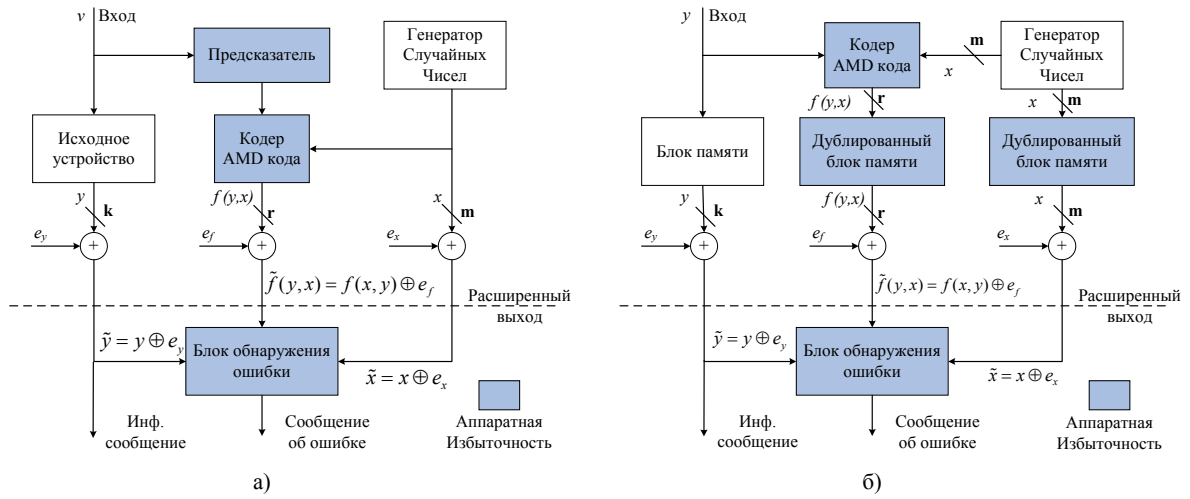 v
Вход
Предсказатель
Генератор
Случайных
Чисел
Исходное
устройство
Кодер
AMD кода
y
k
f (y,x)
r
x
m
e_y
+
e_f
+
e_x
+
f̃(y, x) = f(x, y) ⊕ e_f
Расширенный
выход
ỹ = y ⊕ e_y
Блок обнаружения
ошибки
x̃ = x ⊕ e_x
Инф.
сообщение
Сообщение
об ошибке
Аппаратная
Избыточность
а)
y
Вход
Кодер
AMD кода
m
x
Генератор
Случайных
Чисел
f (y,x)
r
x
m
Блок памяти
Дублированный
блок памяти
Дублированный
блок памяти
y
k
f(y,x)
r
x
m
e_y
+
e_f
+
e_x
+
f̃(y, x) = f(x, y) ⊕ e_f
Расширенный
выход
ỹ = y ⊕ e_y
Блок обнаружения
ошибки
x̃ = x ⊕ e_x
Инф.
сообщение
Сообщение
об ошибке
Аппаратная
Избыточность
б)